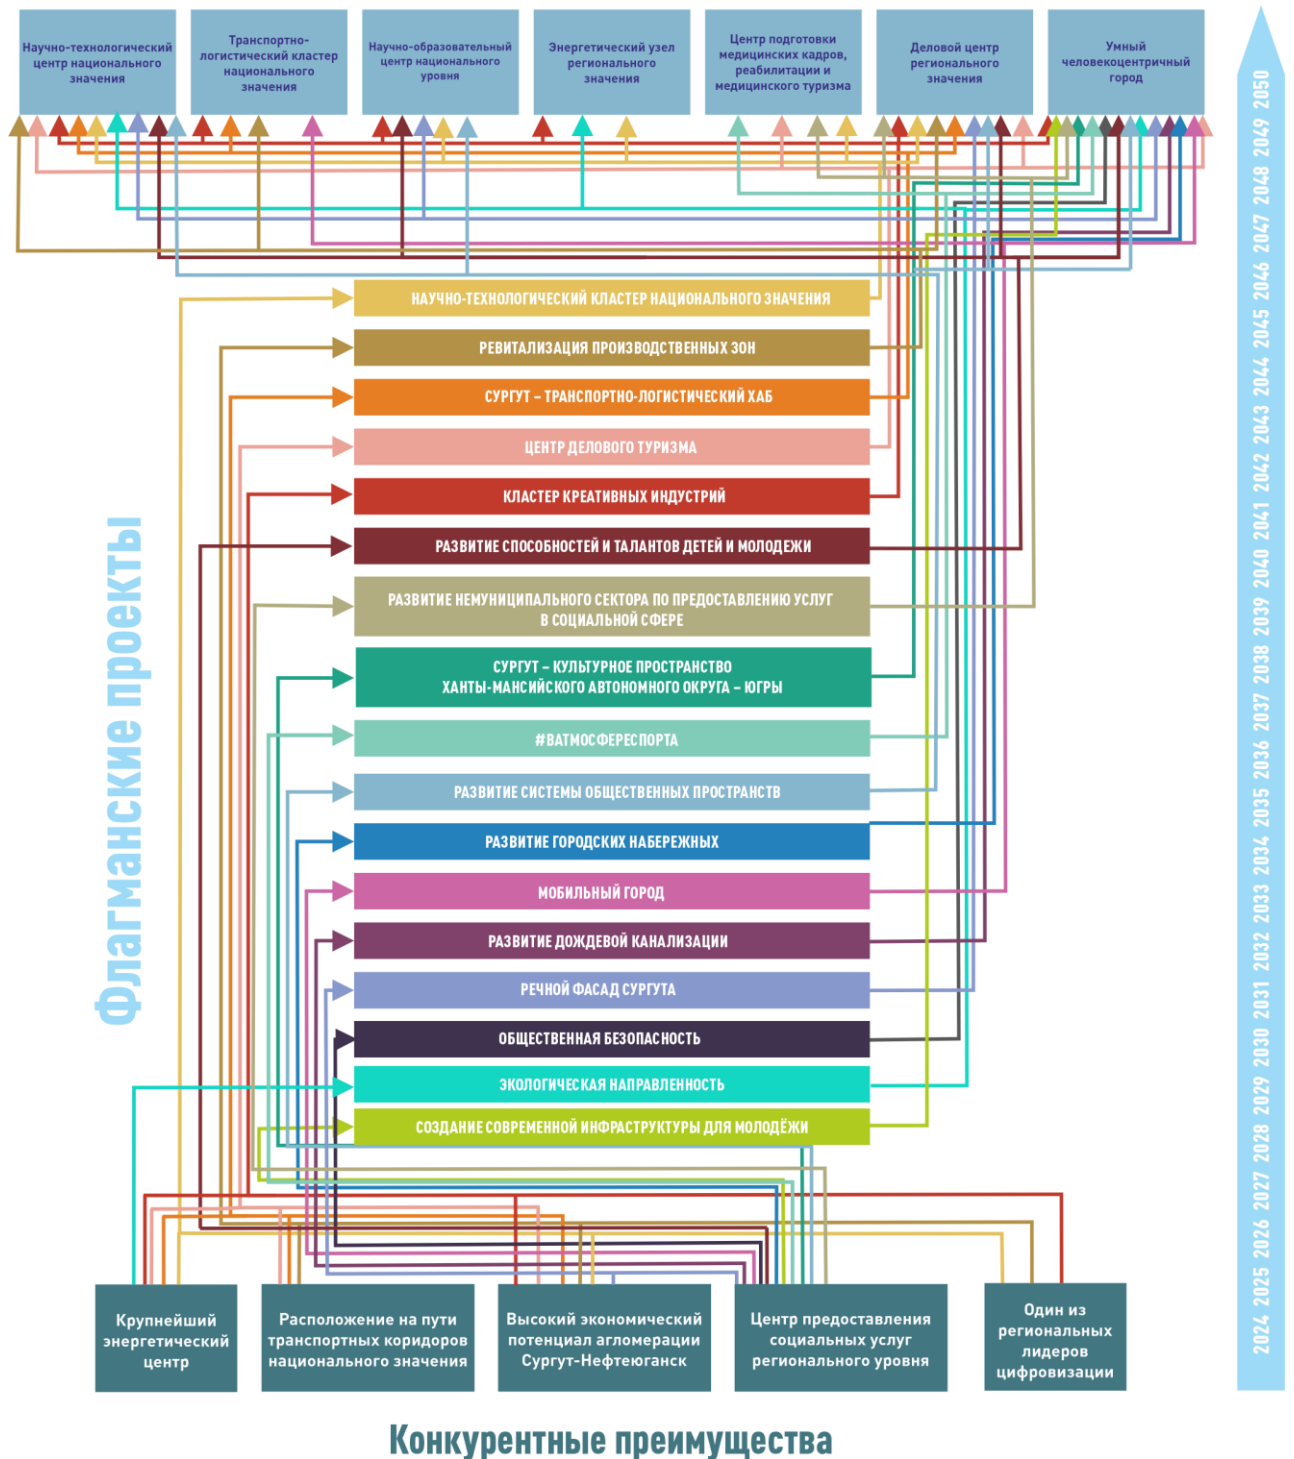 Научно-технологический
центр национального
значения
Транспортно-
логистический кластер
национального
значения
Научно-образовательный
центр национального
уровня
Энергетический узел
регионального
значения
Центр подготовки
медицинских кадров,
реабилитации и
медицинского туризма
Деловой центр
регионального
значения
Умный
человекоцентричный
город
НАУЧНО-ТЕХНОЛОГИЧЕСКИЙ КЛАСТЕР НАЦИОНАЛЬНОГО ЗНАЧЕНИЯ
РЕВИТАЛИЗАЦИЯ ПРОИЗВОДСТВЕННЫХ ЗОН
СУРГУТ – ТРАНСПОРТНО-ЛОГИСТИЧЕСКИЙ ХАБ
ЦЕНТР ДЕЛОВОГО ТУРИЗМА
КЛАСТЕР КРЕАТИВНЫХ ИНДУСТРИЙ
РАЗВИТИЕ СПОСОБНОСТЕЙ И ТАЛАНТОВ ДЕТЕЙ И МОЛОДЕЖИ
РАЗВИТИЕ НЕМУНИЦИПАЛЬНОГО СЕКТОРА ПО ПРЕДОСТАВЛЕНИЮ УСЛУГ
В СОЦИАЛЬНОЙ СФЕРЕ
СУРГУТ – КУЛЬТУРНОЕ ПРОСТРАНСТВО
ХАНТЫ-МАНСИЙСКОГО АВТОНОМНОГО ОКРУГА – ЮГРЫ
#ВАТМОСФЕРЕСПОРТА
РАЗВИТИЕ СИСТЕМЫ ОБЩЕСТВЕННЫХ ПРОСТРАНСТВ
РАЗВИТИЕ ГОРОДСКИХ НАБЕРЕЖНЫХ
МОБИЛЬНЫЙ ГОРОД
РАЗВИТИЕ ДОЖДЕВОЙ КАНАЛИЗАЦИИ
РЕЧНОЙ ФАСАД СУРГУТА
ОБЩЕСТВЕННАЯ БЕЗОПАСНОСТЬ
ЭКОЛОГИЧЕСКАЯ НАПРАВЛЕННОСТЬ
СОЗДАНИЕ СОВРЕМЕННОЙ ИНФРАСТРУКТУРЫ ДЛЯ МОЛОДЁЖИ
Флагманские проекты
Крупнейший
энергетический
центр
Расположение на пути
транспортных коридоров
национального значения
Высокий экономический
потенциал агломерации
Сургут-Нефтеюганск
Центр предоставления
социальных услуг
регионального уровня
Один из
региональных
лидеров
цифровизации
Конкурентные преимущества
2024 2025 2026 2027 2028 2029 2030 2031 2032 2033 2034 2035 2036 2037 2038 2039 2040 2041 2042 2043 2044 2045 2046 2047 2048 2049 2050